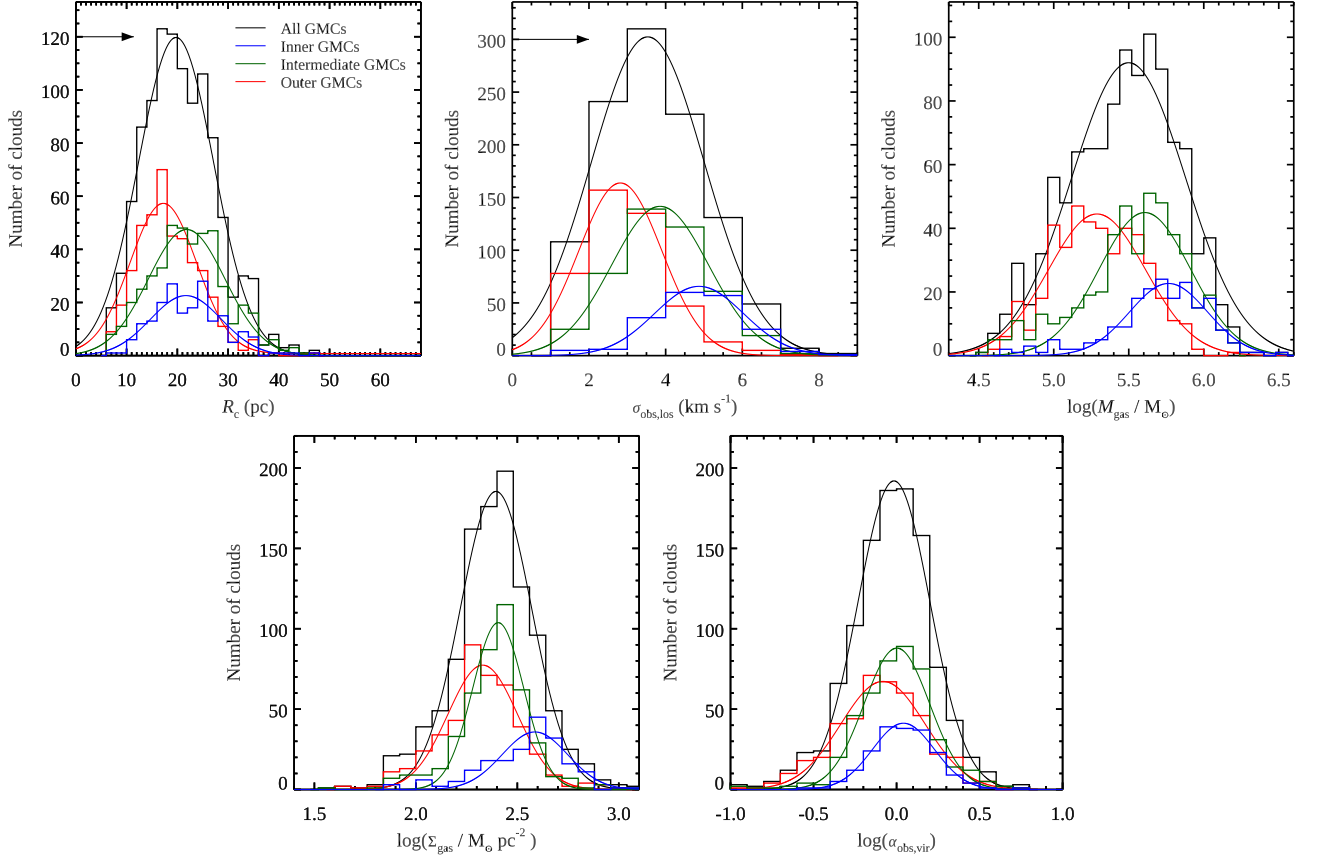 120
100
80
60
40
20
0
Number of clouds
All GMCs
Inner GMCs
Intermediate GMCs
Outer GMCs
0 10 20 30 40 50 60
R_c (pc)
300
250
200
150
100
50
0
Number of clouds
0 2 4 6 8
σ_obs,los (km s^-1)
100
80
60
40
20
0
Number of clouds
4.5 5.0 5.5 6.0 6.5
log(M_gas / M_⊙)
200
150
100
50
0
Number of clouds
1.5 2.0 2.5 3.0
log(Σ_gas / M_⊙ pc^-2 )
200
150
100
50
0
Number of clouds
-1.0 -0.5 0.0 0.5 1.0
log(α_obs,vir)